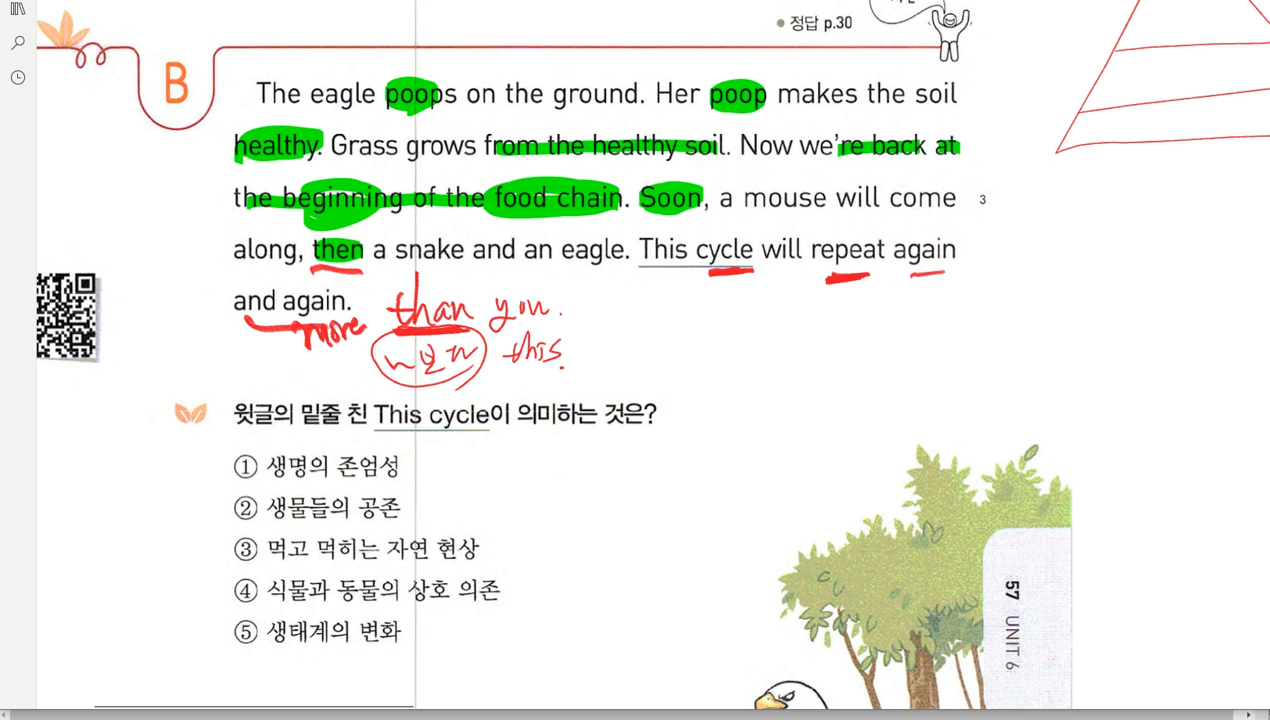 정답 p.30
B
The eagle poops on the ground. Her poop makes the soil
healthy. Grass grows from the healthy soil. Now we're back at
the beginning of the food chain. Soon, a mouse will come
3
along, then a snake and an eagle. This cycle will repeat again
and again.
more than you.
~보다 this.
윗글의 밑줄 친 This cycle이 의미하는 것은?
① 생명의 존엄성
② 생물들의 공존
③ 먹고 먹히는 자연 현상
④ 식물과 동물의 상호 의존
⑤ 생태계의 변화
57 UNIT 6